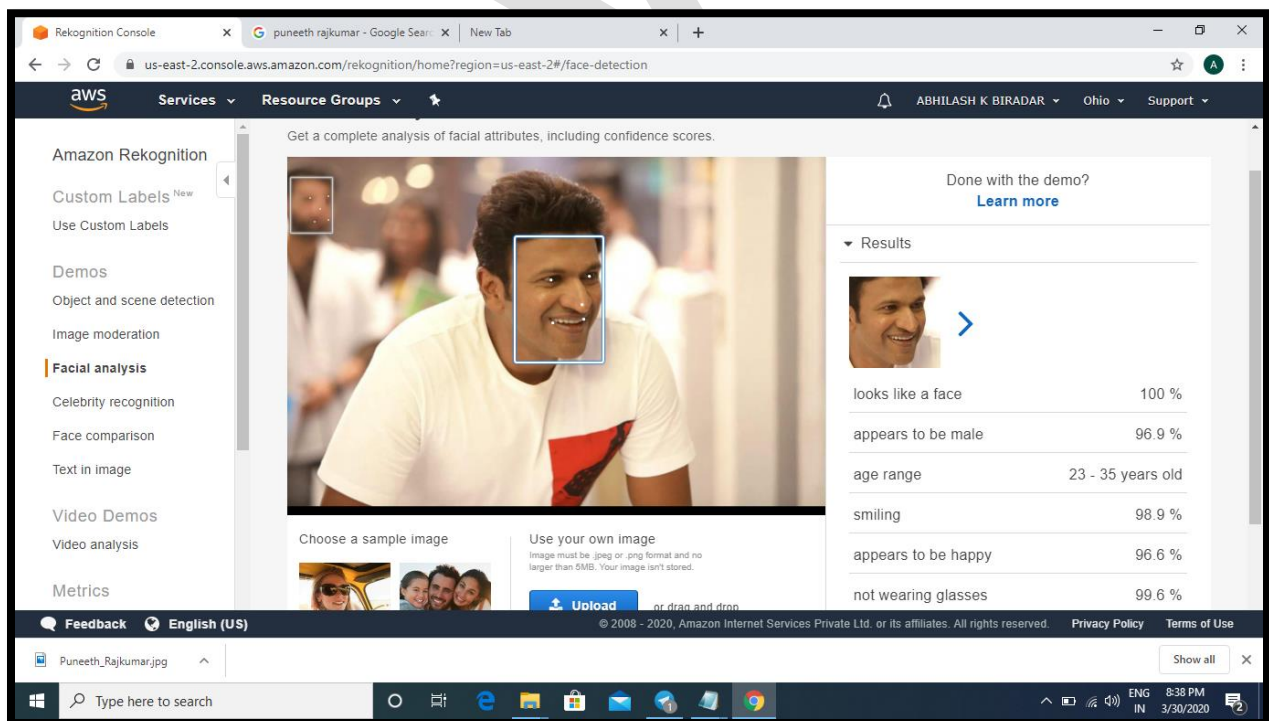 Rekognition Console
puneeth rajkumar - Google Searc
New Tab
us-east-2.console.aws.amazon.com/rekognition/home?region=us-east-2#/face-detection
A
aws
Services
Resource Groups
ABHILASH K BIRADAR
Ohio
Support
Get a complete analysis of facial attributes, including confidence scores.
Amazon Rekognition
Custom Labels New
Use Custom Labels
Demos
Object and scene detection
Image moderation
Facial analysis
Celebrity recognition
Face comparison
Text in image
Video Demos
Video analysis
Metrics
Done with the demo?
Learn more
Results
looks like a face 100 %
appears to be male 96.9 %
age range 23 - 35 years old
smiling 98.9 %
appears to be happy 96.6 %
not wearing glasses 99.6 %
Choose a sample image
Use your own image
Image must be .jpeg or .png format and no
larger than 5MB. Your image isn't stored.
Upload or drag and drop
Feedback English (US) © 2008 - 2020, Amazon Internet Services Private Ltd. or its affiliates. All rights reserved. Privacy Policy Terms of Use
Puneeth_Rajkumar.jpg
Show all
Type here to search
ENG
IN
8:38 PM
3/30/2020
2